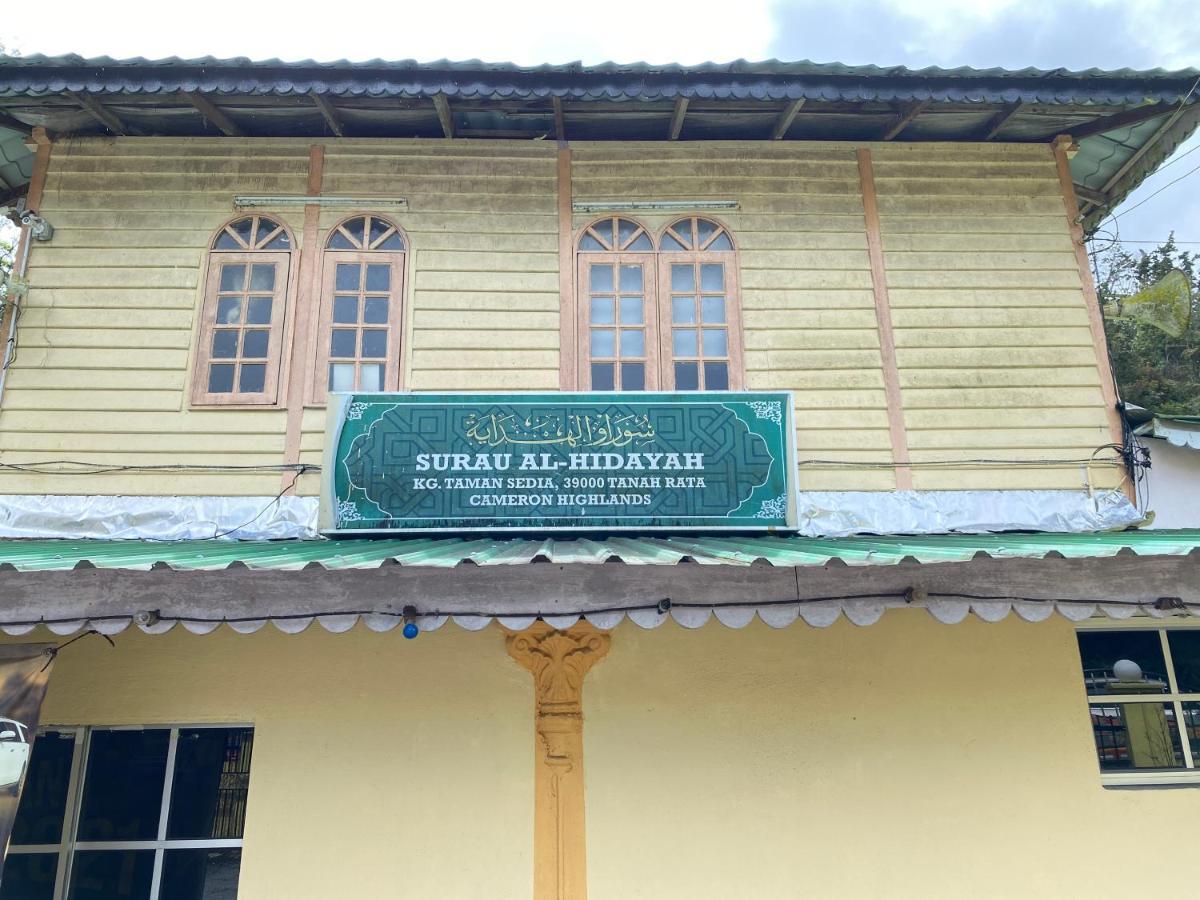 سوراو الهداية
SURAU AL-HIDAYAH
KG. TAMAN SEDIA, 39000 TANAH RATA
CAMERON HIGHLANDS